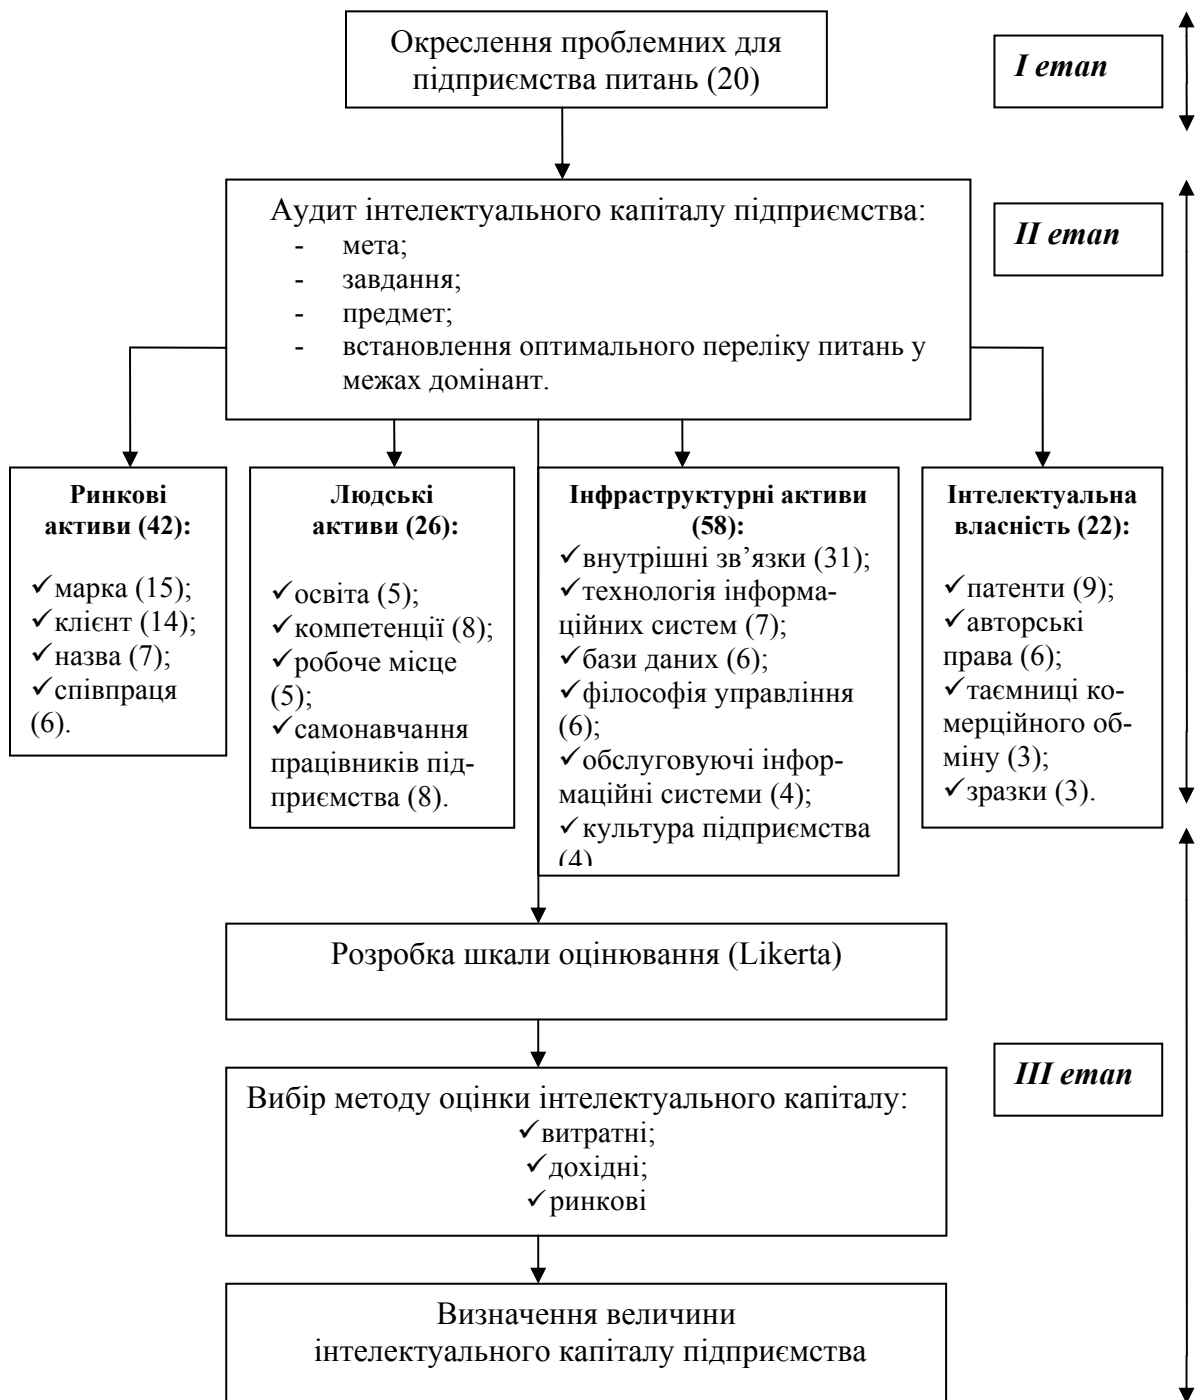 Окреслення проблемних для
підприємства питань (20)
I етап
Аудит інтелектуального капіталу підприємства:
- мета;
- завдання;
- предмет;
- встановлення оптимального переліку питань у
межах домінант.
II етап
Ринкові
активи (42):
✓марка (15);
✓клієнт (14);
✓назва (7);
✓співпраця
(6).
Людські
активи (26):
✓освіта (5);
✓компетенції (8);
✓робоче місце
(5);
✓самонавчання
працівників під-
приємства (8).
Інфраструктурні активи
(58):
✓внутрішні зв’язки (31);
✓технологія інформа-
ційних систем (7);
✓бази даних (6);
✓філософія управління
(6);
✓обслуговуючі інфор-
маційні системи (4);
✓культура підприємства
(4)
Інтелектуальна
власність (22):
✓патенти (9);
✓авторські
права (6);
✓таємниці ко-
мерційного об-
міну (3);
✓зразки (3).
Розробка шкали оцінювання (Likerta)
Вибір методу оцінки інтелектуального капіталу:
✓витратні;
✓дохідні;
✓ринкові
III етап
Визначення величини
інтелектуального капіталу підприємства